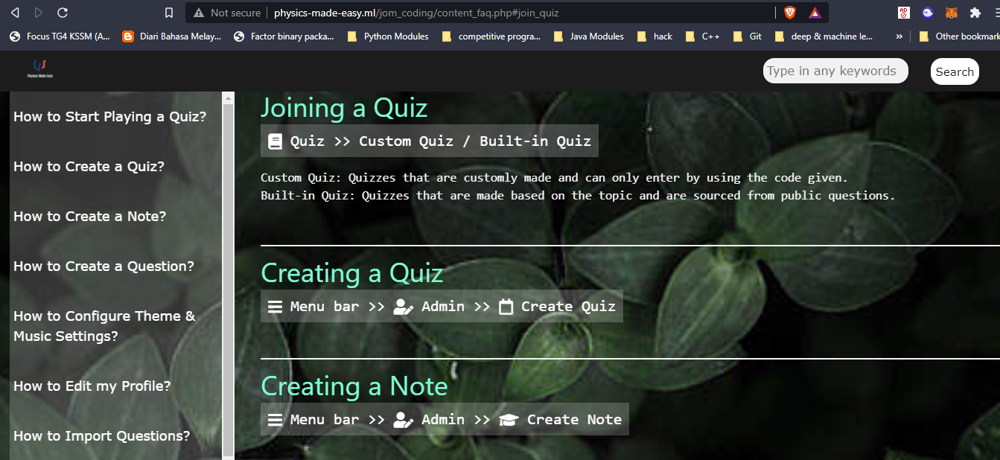 Not secure
physics-made-easy.ml/jom_coding/content_faq.php#join_quiz
Focus TG4 KSSM (A...
Diari Bahasa Melay...
Factor binary packa...
Python Modules
competitive progra...
Java Modules
hack
C++
Git
deep & machine le...
»
Other bookmark
Physics Made Easy
Type in any keywords
Search
How to Start Playing a Quiz?
How to Create a Quiz?
How to Create a Note?
How to Create a Question?
How to Configure Theme &
Music Settings?
How to Edit my Profile?
How to Import Questions?
Joining a Quiz
Quiz >> Custom Quiz / Built-in Quiz
Custom Quiz: Quizzes that are customly made and can only enter by using the code given.
Built-in Quiz: Quizzes that are made based on the topic and are sourced from public questions.
Creating a Quiz
Menu bar >> Admin >> Create Quiz
Creating a Note
Menu bar >> Admin >> Create Note